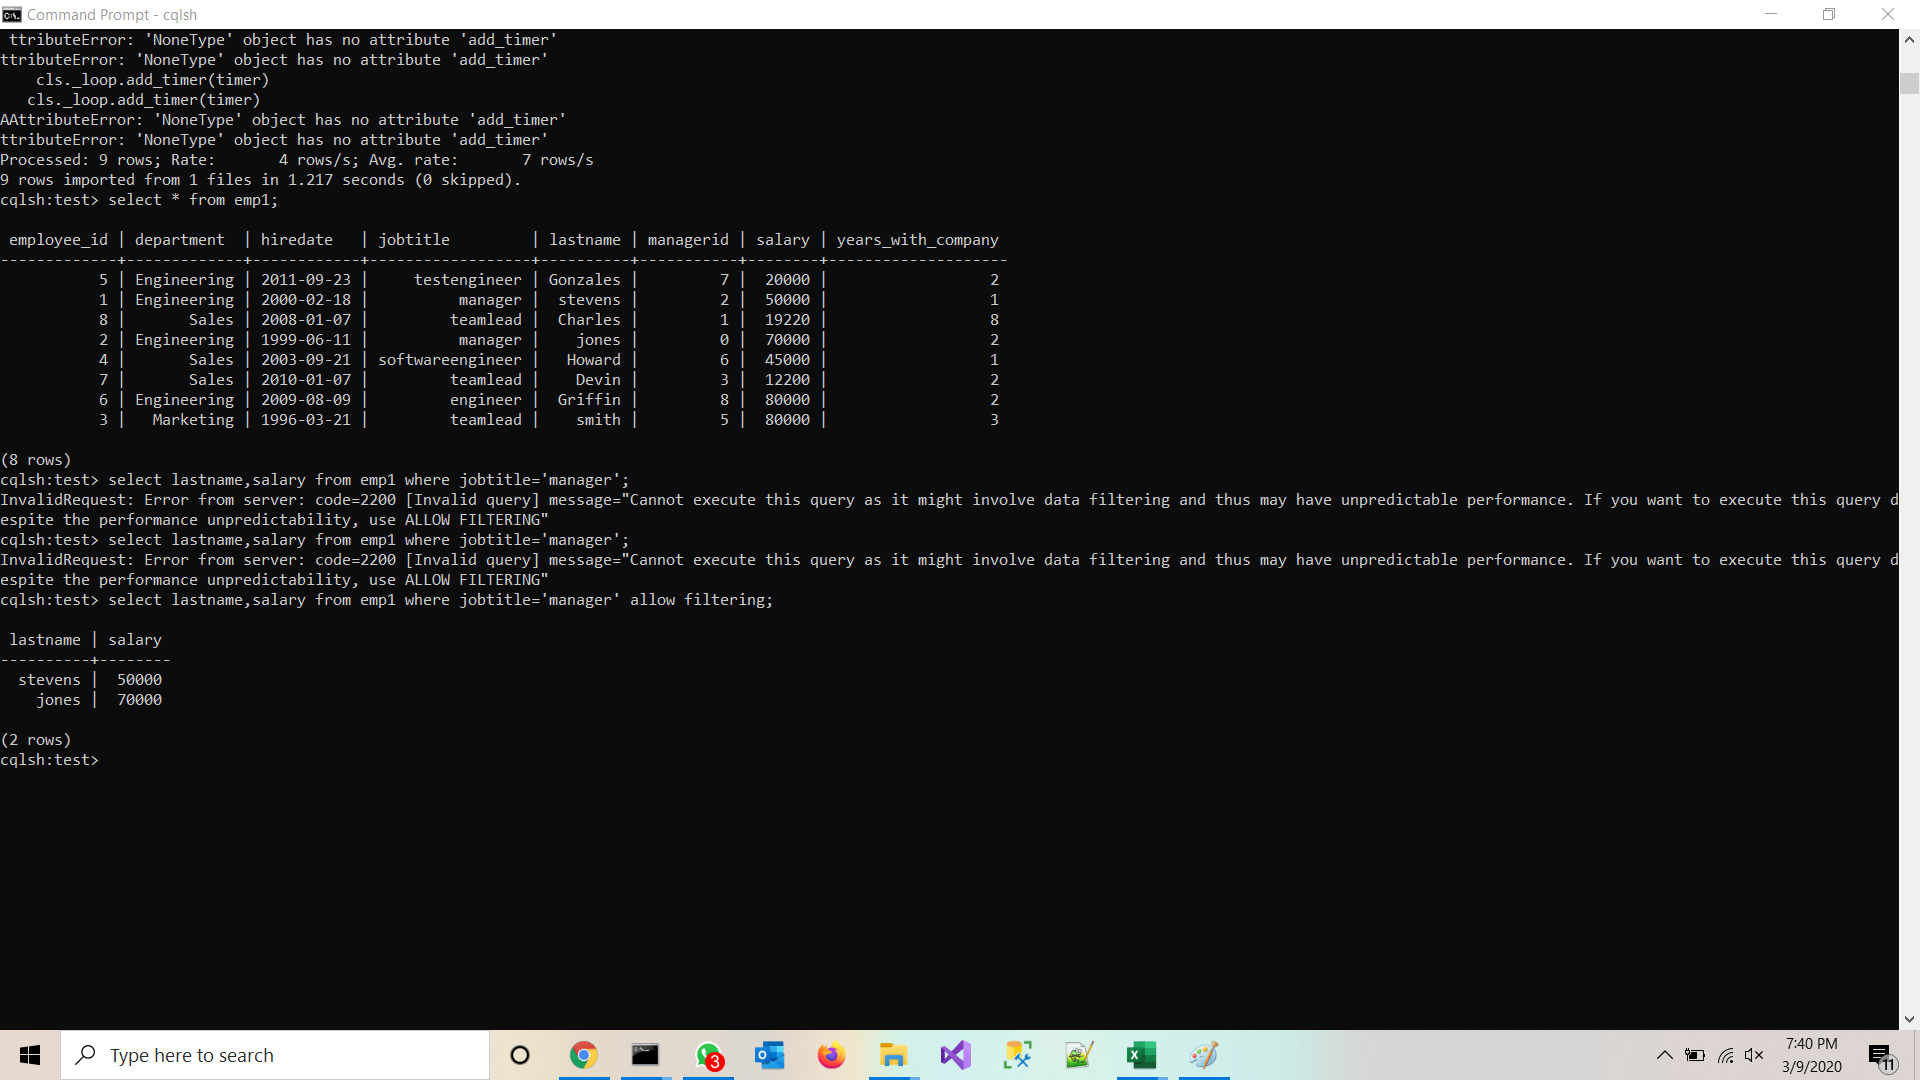 Command Prompt - cqlsh
ttributeError: 'NoneType' object has no attribute 'add_timer'
ttributeError: 'NoneType' object has no attribute 'add_timer'
    cls._loop.add_timer(timer)
   cls._loop.add_timer(timer)
AAttributeError: 'NoneType' object has no attribute 'add_timer'
ttributeError: 'NoneType' object has no attribute 'add_timer'
Processed: 9 rows; Rate:       4 rows/s; Avg. rate:       7 rows/s
9 rows imported from 1 files in 1.217 seconds (0 skipped).
cqlsh:test> select * from emp1;
 employee_id | department  | hiredate   | jobtitle         | lastname | managerid | salary | years_with_company
-------------+-------------+------------+------------------+----------+-----------+--------+--------------------
           5 | Engineering | 2011-09-23 |     testengineer | Gonzales |         7 |  20000 |                  2
           1 | Engineering | 2000-02-18 |          manager |  stevens |         2 |  50000 |                  1
           8 |       Sales | 2008-01-07 |         teamlead |  Charles |         1 |  19220 |                  8
           2 | Engineering | 1999-06-11 |          manager |    jones |         0 |  70000 |                  2
           4 |       Sales | 2003-09-21 | softwareengineer |   Howard |         6 |  45000 |                  1
           7 |       Sales | 2010-01-07 |         teamlead |    Devin |         3 |  12200 |                  2
           6 | Engineering | 2009-08-09 |         engineer |  Griffin |         8 |  80000 |                  2
           3 |   Marketing | 1996-03-21 |         teamlead |    smith |         5 |  80000 |                  3
(8 rows)
cqlsh:test> select lastname,salary from emp1 where jobtitle='manager';
InvalidRequest: Error from server: code=2200 [Invalid query] message="Cannot execute this query as it might involve data filtering and thus may have unpredictable performance. If you want to execute this query d
espite the performance unpredictability, use ALLOW FILTERING"
cqlsh:test> select lastname,salary from emp1 where jobtitle='manager';
InvalidRequest: Error from server: code=2200 [Invalid query] message="Cannot execute this query as it might involve data filtering and thus may have unpredictable performance. If you want to execute this query d
espite the performance unpredictability, use ALLOW FILTERING"
cqlsh:test> select lastname,salary from emp1 where jobtitle='manager' allow filtering;
 lastname | salary
----------+--------
  stevens |  50000
    jones |  70000
(2 rows)
cqlsh:test>
Type here to search
3
7:40 PM
3/9/2020
11